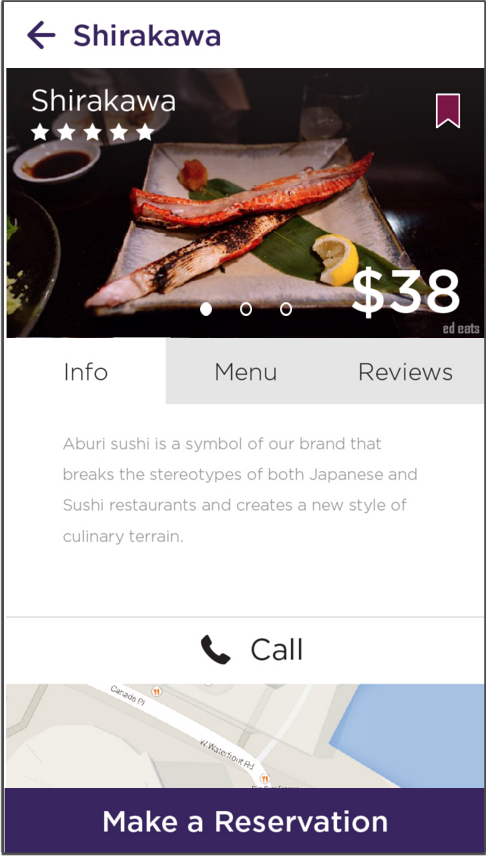 Shirakawa
Shirakawa
$38
ed eats
Info
Menu
Reviews
Aburi sushi is a symbol of our brand that
breaks the stereotypes of both Japanese and
Sushi restaurants and creates a new style of
culinary terrain.
Call
Canada Pl
W Waterfront Rd
Make a Reservation